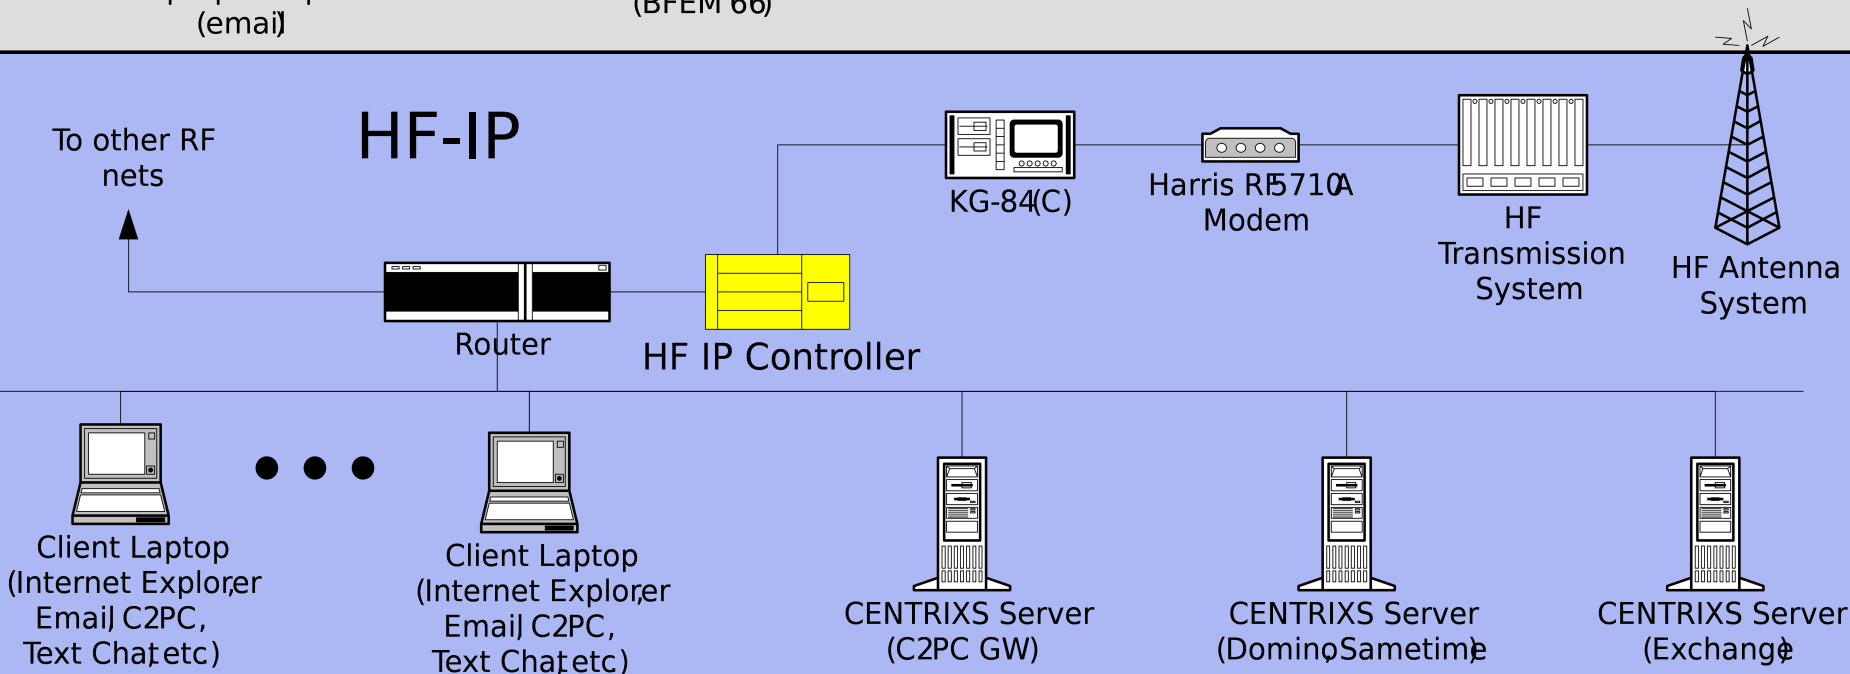 (email)
(BFEM 66)
HF-IP
To other RF
nets
KG-84(C)
Harris RF5710A
Modem
HF
Transmission
System
HF Antenna
System
Router
HF IP Controller
Client Laptop
(Internet Explorer,
Email, C2PC,
Text Chat, etc.)
Client Laptop
(Internet Explorer,
Email, C2PC,
Text Chat, etc.)
CENTRIXS Server
(C2PC GW)
CENTRIXS Server
(Domino, Sametime)
CENTRIXS Server
(Exchange)